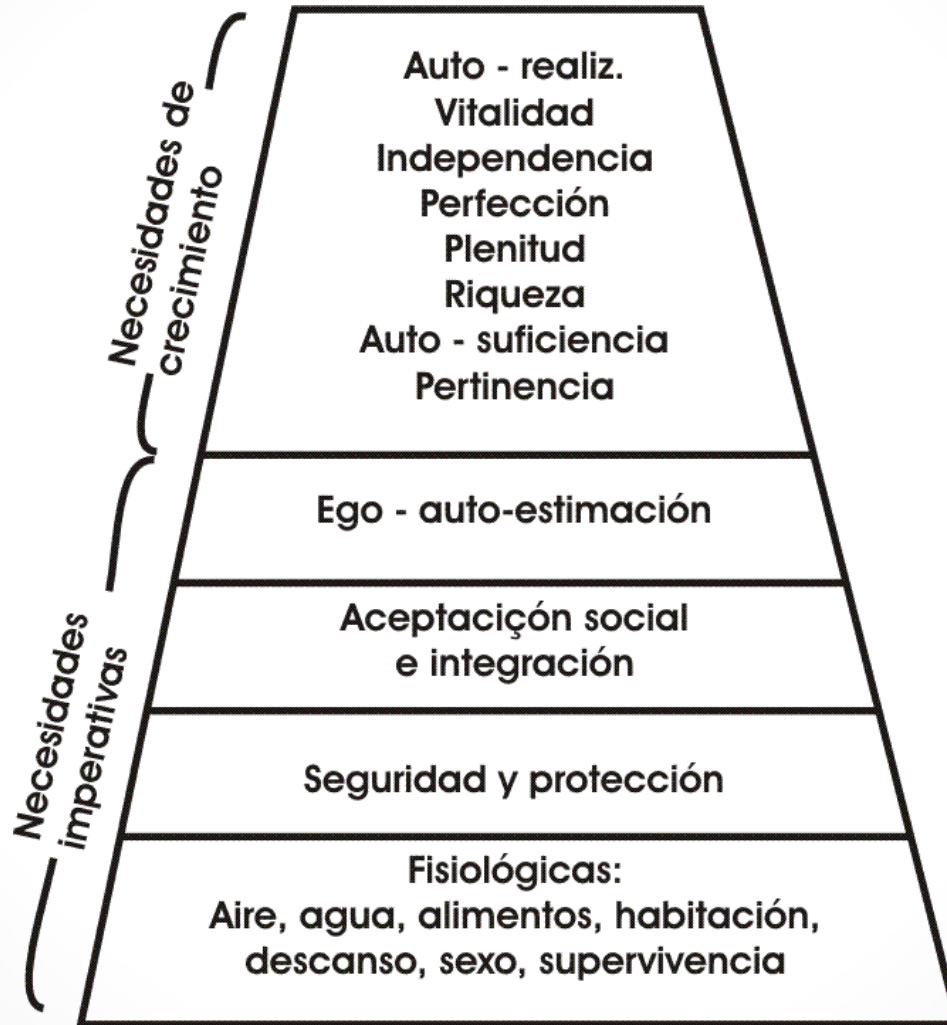 Necesidades de
crecimiento
Auto - realiz.
Vitalidad
Independencia
Perfección
Plenitud
Riqueza
Auto - suficiencia
Pertinencia
Necesidades
imperativas
Ego - auto-estimación
Aceptaciçón social
e integración
Seguridad y protección
Fisiológicas:
Aire, agua, alimentos, habitación,
descanso, sexo, supervivencia